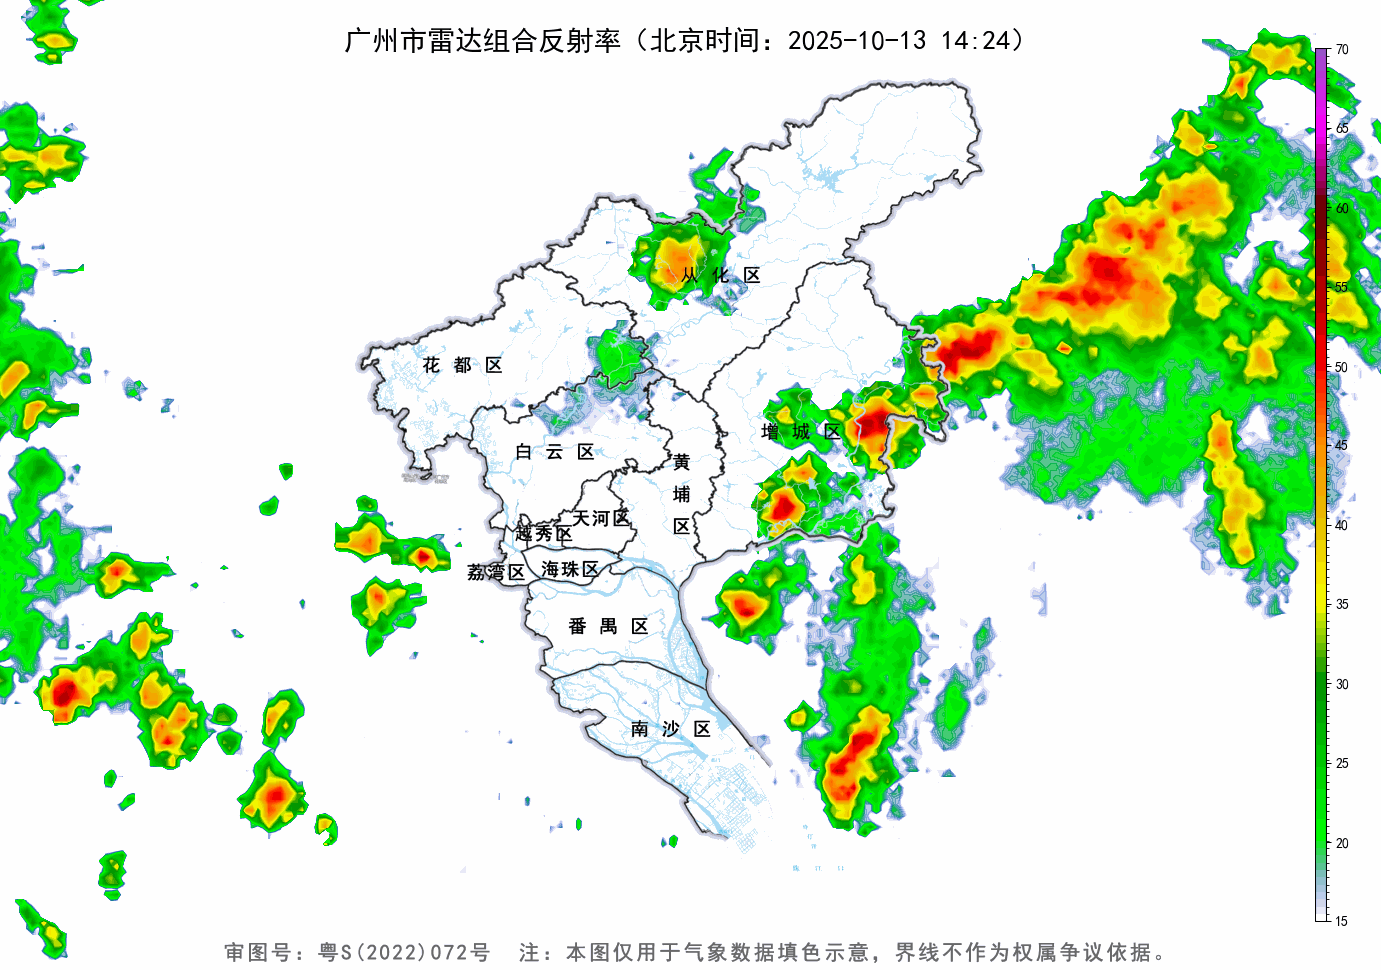 广州市雷达组合反射率（北京时间：2025-10-13 14:24）
70
65
60
55
50
45
40
35
30
25
20
15
从 化 区
花 都 区
增 城 区
白 云 区
黄
埔
区
天河区
越秀区
荔湾区
海珠区
番 禺 区
南 沙 区
审图号：粤S(2022)072号 注：本图仅用于气象数据填色示意，界线不作为权属争议依据。